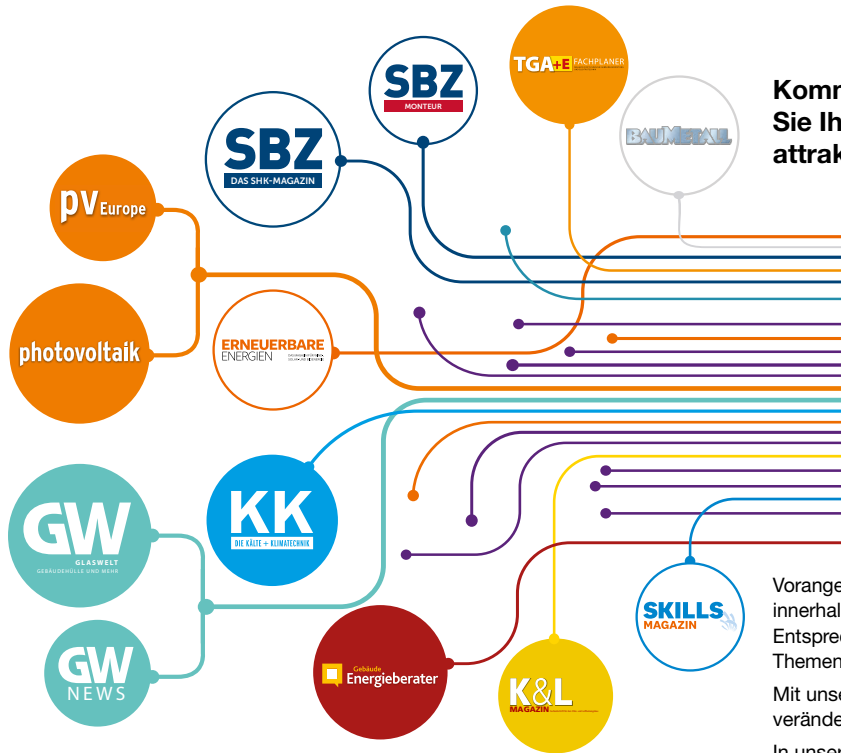 TGA+E FACHPLANER
SBZ
MONTEUR
Komm
Sie Ih
attrak
BAUMETALL
SBZ
DAS SHK-MAGAZIN
pv Europe
photovoltaik
ERNEUERBARE
ENERGIEN
GW
GLASWELT
GEBÄUDEHÜLLE UND MEHR
KK
DIE KÄLTE + KLIMATECHNIK
GW
NEWS
Gebäude
Energieberater
K&L
MAGAZIN
SKILLS
MAGAZIN
Vorange
innerhal
Entsprec
Themen
Mit unse
verände
In unser